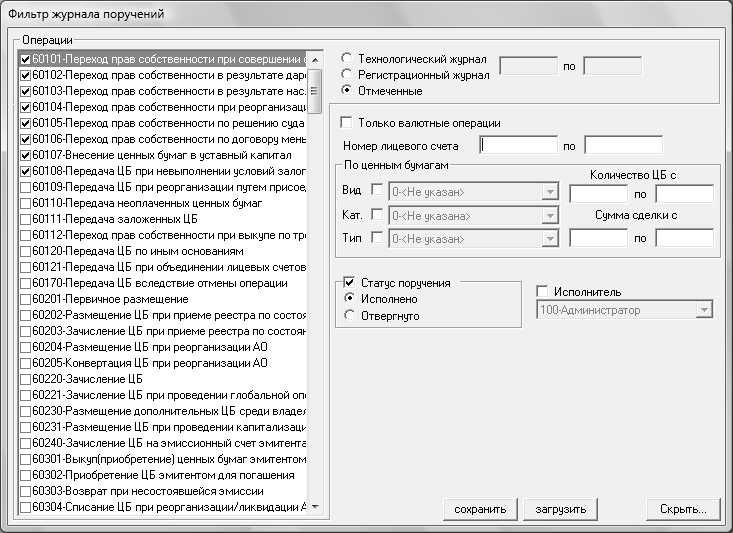 Фильтр журнала поручений
Операции
60101-Переход прав собственности при совершении
60102-Переход прав собственности в результате даре
60103-Переход прав собственности в результате нас.
60104-Переход прав собственности при реорганизаци
60105-Переход прав собственности по решению суда
60106-Переход прав собственности по договору мень
60107-Внесение ценных бумаг в уставный капитал
60108-Передача ЦБ при невыполнении условий залог
60109-Передача ЦБ при реорганизации путем присоед
60110-Передача неоплаченных ценных бумаг
60111-Передача заложенных ЦБ
60112-Переход прав собственности при выкупе по тре
60120-Передача ЦБ по иным основаниям
60121-Передача ЦБ при объединении лицевых счетов
60170-Передача ЦБ вследствие отмены операции
60201-Первичное размещение
60202-Размещение ЦБ при приеме реестра по состоя
60203-Зачисление ЦБ при приеме реестра по состоян
60204-Размещение ЦБ при реорганизации АО
60205-Конвертация ЦБ при реорганизации АО
60220-Зачисление ЦБ
60221-Зачисление ЦБ при проведении глобальной опе
60230-Размещение дополнительных ЦБ среди владел
60231-Размещение ЦБ при проведении капитализаци
60240-Зачисление ЦБ на эмиссионный счет эмитента
60301-Выкуп(приобретение) ценных бумаг эмитентом
60302-Приобретение ЦБ эмитентом для погашения
60303-Возврат при несостоявшейся эмиссии
60304-Списание ЦБ при реорганизации/ликвидации А
Технологический журнал
по
Регистрационный журнал
Отмеченные
Только валютные операции
Номер лицевого счета
по
По ценным бумагам
Количество ЦБ с
Вид
0-<Не указан>
по
Кат.
0-<Не указана>
Сумма сделки с
Тип
0-<Не указан>
по
Статус поручения
Исполнено
Отвергнуто
Исполнитель
100-Администратор
сохранить
загрузить
Скрыть...